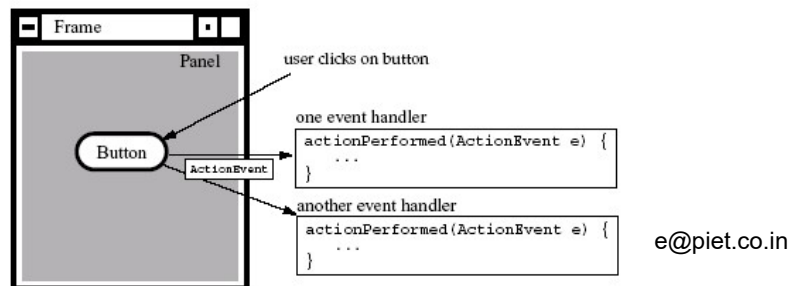 Frame
Panel
user clicks on button
Button
ActionEvent
one event handler
actionPerformed(ActionEvent e) {
...
}
another event handler
actionPerformed(ActionEvent e) {
...
}
e@piet.co.in